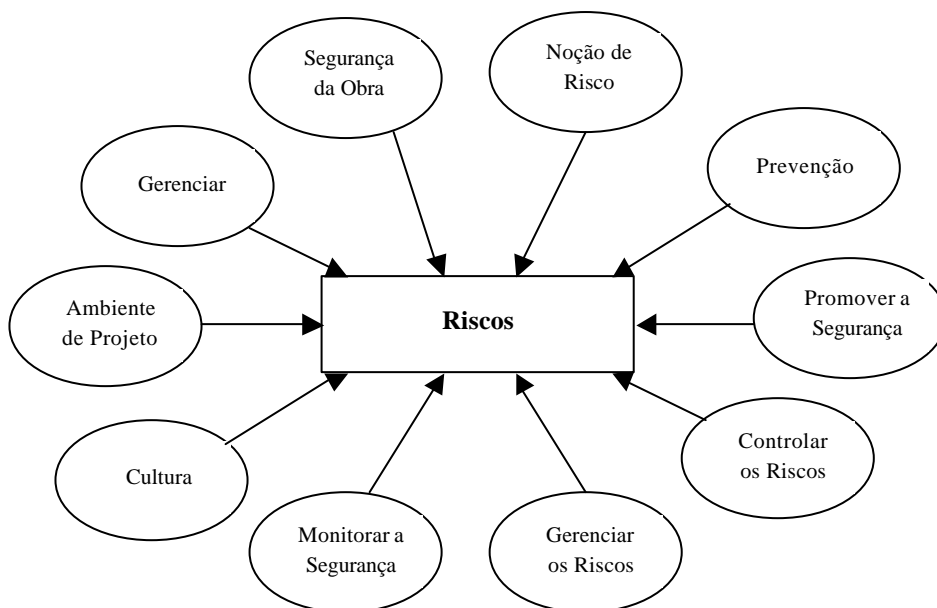 Segurança
da Obra
Noção de
Risco
Gerenciar
Prevenção
Ambiente
de Projeto
Riscos
Promover a
Segurança
Cultura
Controlar
os Riscos
Monitorar a
Segurança
Gerenciar
os Riscos